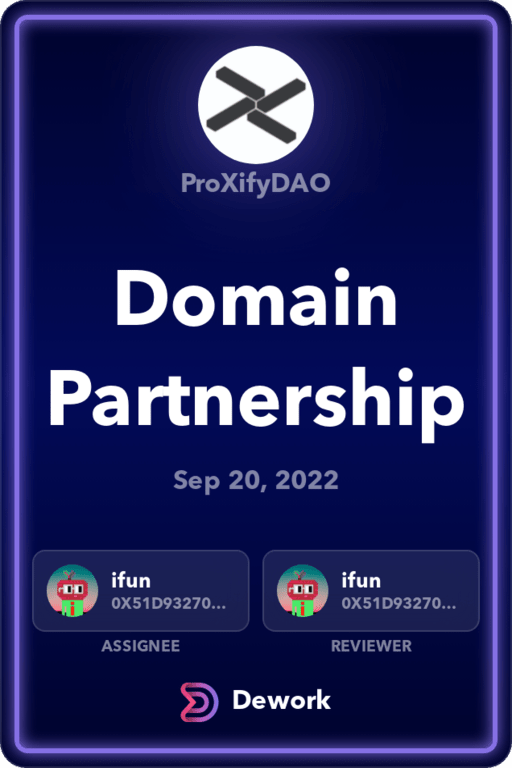 ProXifyDAO
Domain
Partnership
Sep 20, 2022
ifun
0X51D93270...
ASSIGNEE
ifun
0X51D93270...
REVIEWER
Dework